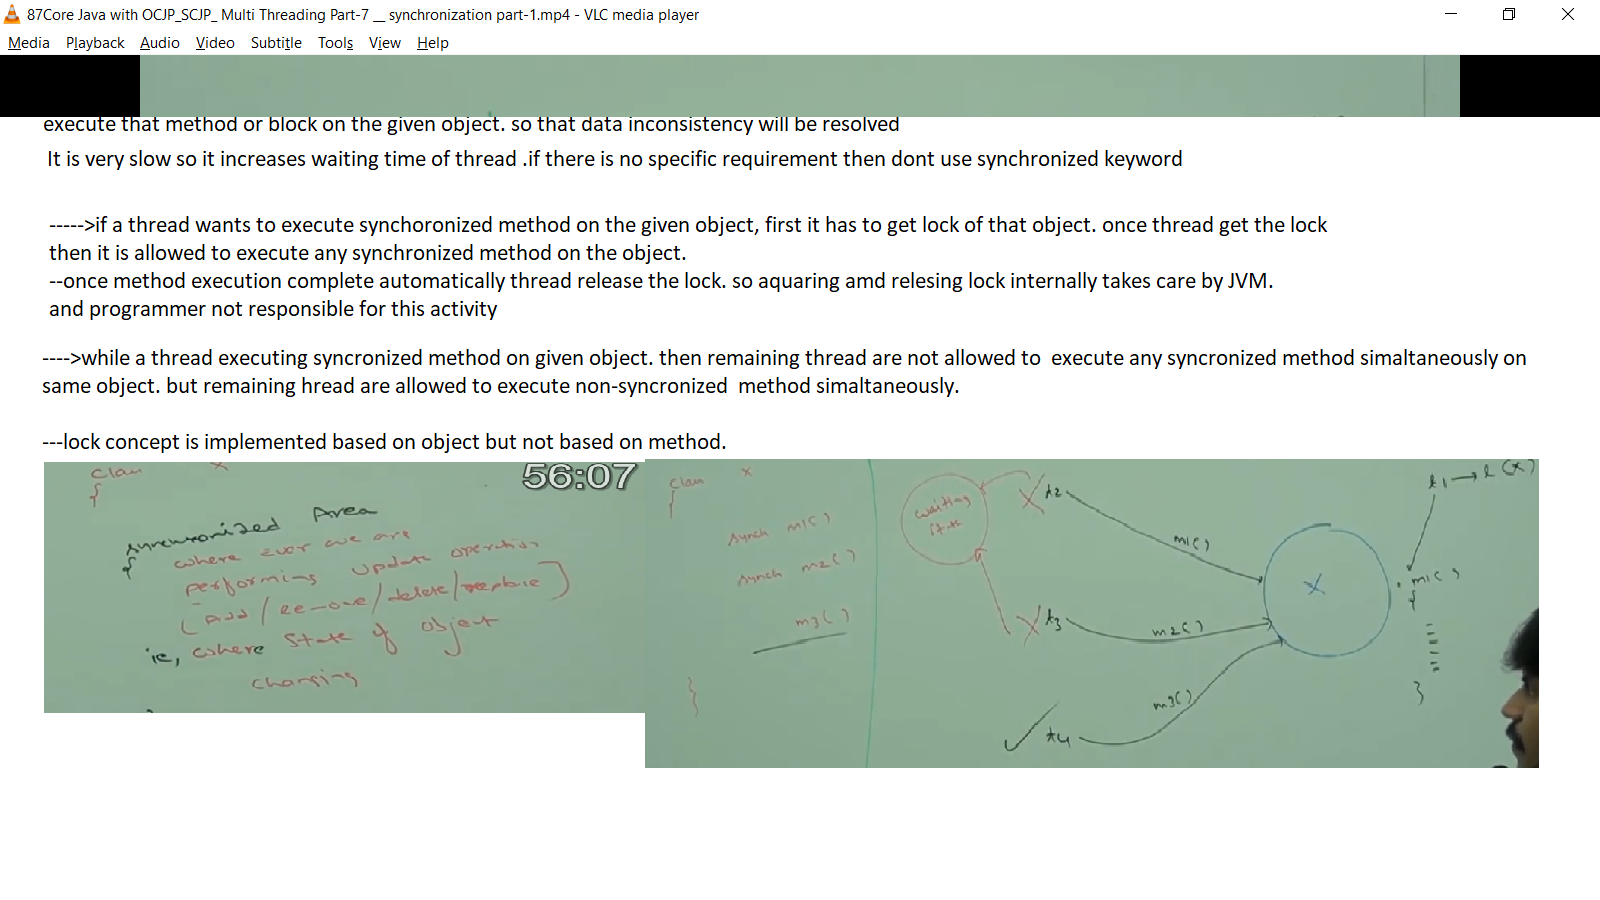 87Core Java with OCJP_SCJP_ Multi Threading Part-7 __ synchronization part-1.mp4 - VLC media player
Media Playback Audio Video Subtitle Tools View Help
execute that method or block on the given object. so that data inconsistency will be resolved
It is very slow so it increases waiting time of thread .if there is no specific requirement then dont use synchronized keyword
----->if a thread wants to execute synchoronized method on the given object, first it has to get lock of that object. once thread get the lock
then it is allowed to execute any synchronized method on the object.
--once method execution complete automatically thread release the lock. so aquaring amd relesing lock internally takes care by JVM.
and programmer not responsible for this activity
---->while a thread executing syncronized method on given object. then remaining thread are not allowed to  execute any syncronized method simaltaneously on
same object. but remaining hread are allowed to execute non-syncronized  method simaltaneously.
---lock concept is implemented based on object but not based on method.
56:07
class X
{
Area
{
where ever we are
performing update operation
(Add/remove/delete/replace)
ie, where state of object
changing
class X
{
synch m1()
synch m2()
m3()
}
waiting
state
t2
m1()
t3
m2()
t4
m3()
X
t1→l(X)
m1()
{
}